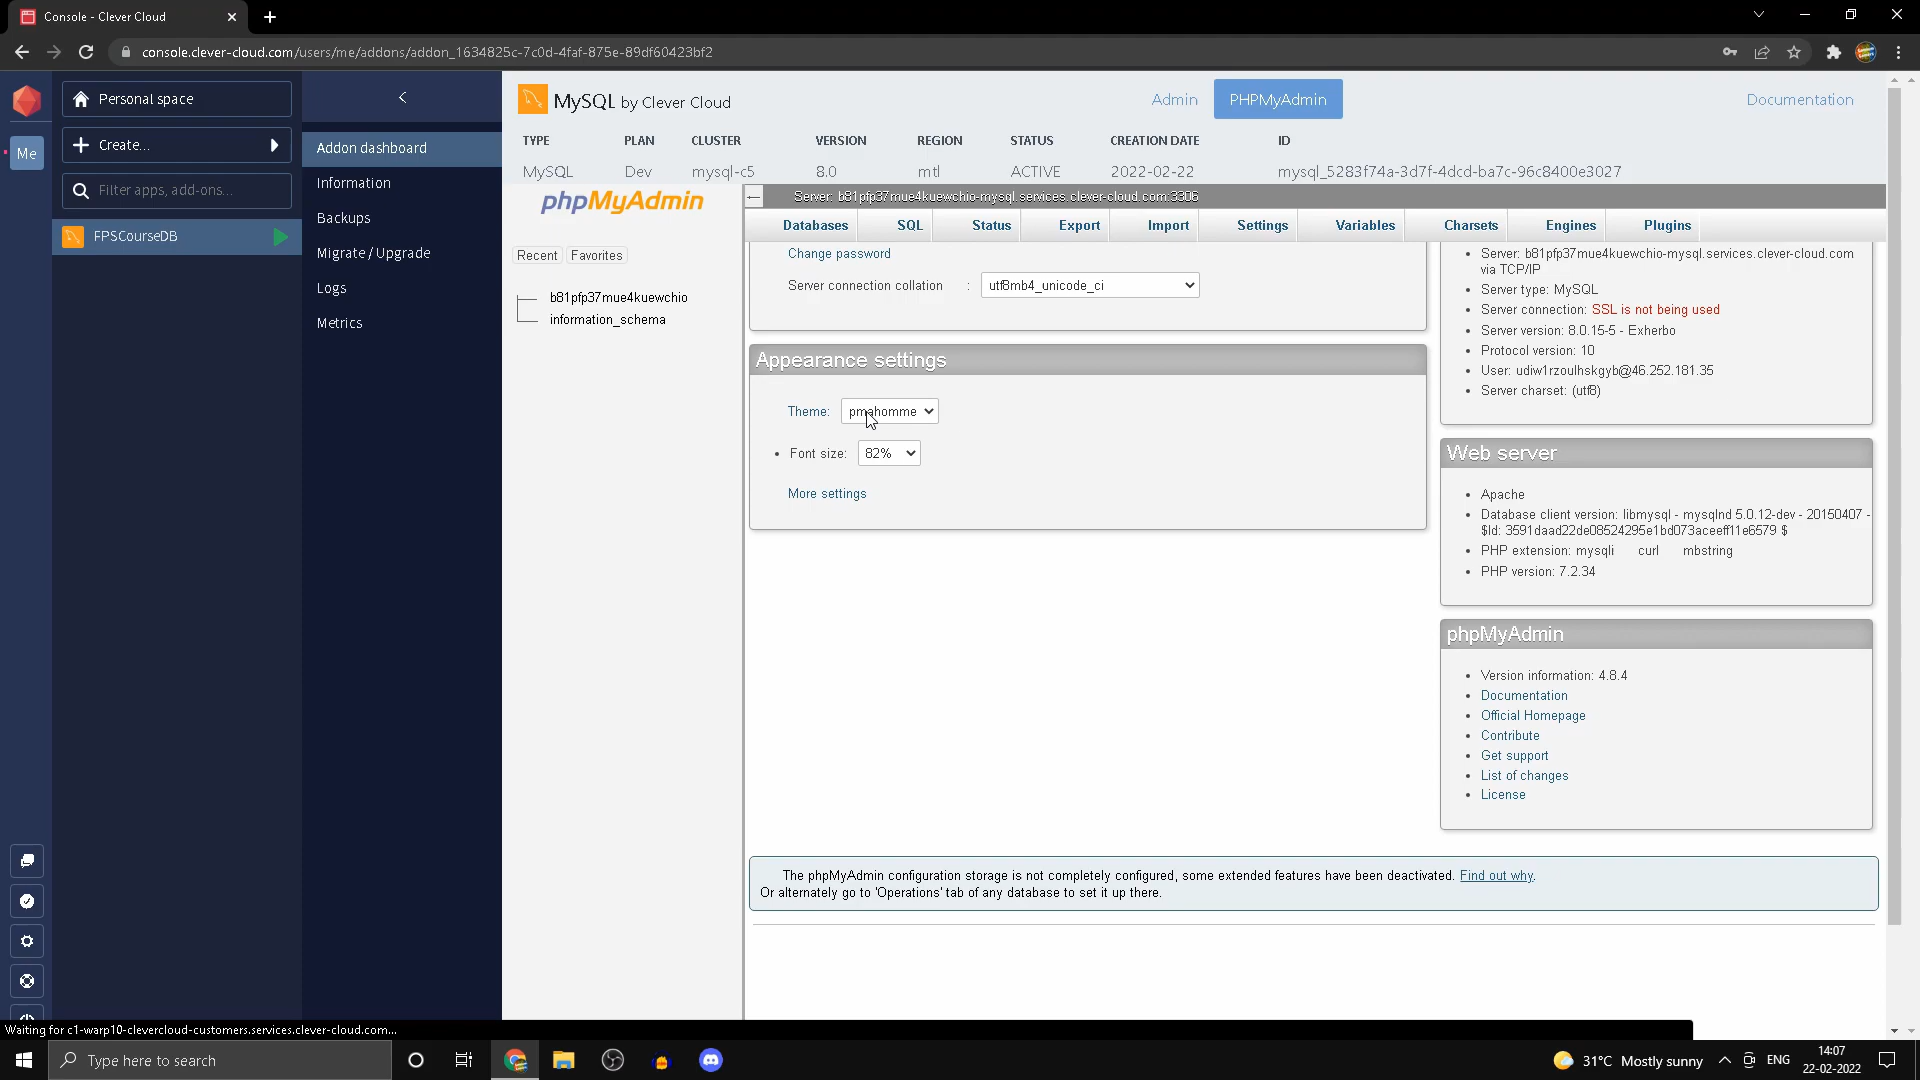 Console - Clever Cloud
console.clever-cloud.com/users/me/addons/addon_1634825c-7c0d-4faf-875e-89df60423bf2
Me
Personal space
Create...
Filter apps, add-ons...
FPSCourseDB
Addon dashboard
Information
Backups
Migrate / Upgrade
Logs
Metrics
MySQL by Clever Cloud
Admin
PHPMyAdmin
Documentation
TYPE PLAN CLUSTER VERSION REGION STATUS CREATION DATE ID
MySQL Dev mysql-c5 8.0 mtl ACTIVE 2022-02-22 mysql_5283f74a-3d7f-4dcd-ba7c-96c8400e3027
phpMyAdmin
Recent Favorites
b81pfp37mue4kuewchio
information_schema
Server: b81pfp37mue4kuewchio-mysql.services.clever-cloud.com:3306
Databases SQL Status Export Import Settings Variables Charsets Engines Plugins
Change password
Server connection collation : utf8mb4_unicode_ci
Appearance settings
Theme: pmahomme
• Font size: 82%
More settings
• Server: b81pfp37mue4kuewchio-mysql.services.clever-cloud.com
via TCP/IP
• Server type: MySQL
• Server connection: SSL is not being used
• Server version: 8.0.15-5 - Exherbo
• Protocol version: 10
• User: udiw1rzoulhskgyb@46.252.181.35
• Server charset: (utf8)
Web server
• Apache
• Database client version: libmysql - mysqlnd 5.0.12-dev - 20150407 -
$Id: 3591daad22de08524295e1bd073aceeff11e6579 $
• PHP extension: mysqli curl mbstring
• PHP version: 7.2.34
phpMyAdmin
• Version information: 4.8.4
• Documentation
• Official Homepage
• Contribute
• Get support
• List of changes
• License
The phpMyAdmin configuration storage is not completely configured, some extended features have been deactivated. Find out why.
Or alternately go to 'Operations' tab of any database to set it up there.
Waiting for c1-warp10-clevercloud-customers.services.clever-cloud.com...
Type here to search
31°C Mostly sunny
ENG
14:07
22-02-2022